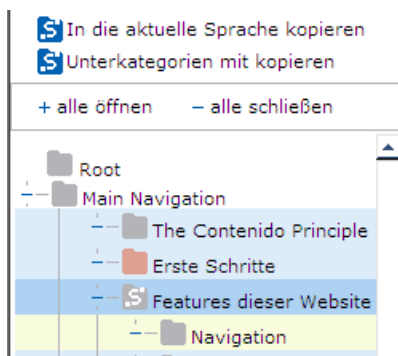 In die aktuelle Sprache kopieren
Unterkategorien mit kopieren
+ alle öffnen – alle schließen
Root
Main Navigation
The Contenido Principle
Erste Schritte
Features dieser Website
Navigation